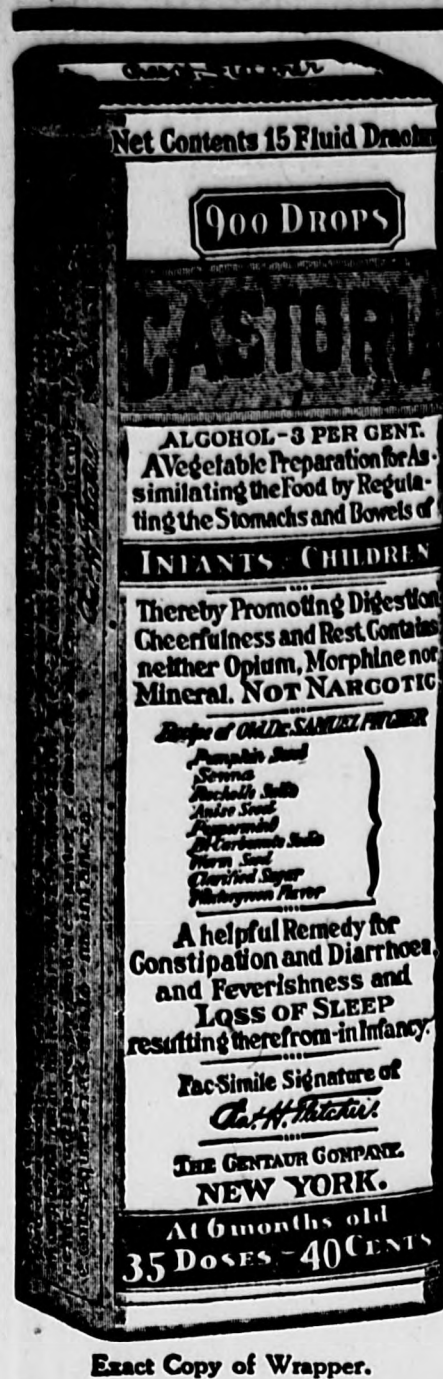 Net Contents 15 Fluid Drachm
900 DROPS
CASTORIA
ALCOHOL-3 PER CENT.
A Vegetable Preparation for As-
similating the Food by Regula-
ting the Stomachs and Bowels of
INFANTS CHILDREN
Thereby Promoting Digestion
Cheerfulness and Rest. Contains
neither Opium, Morphine nor
Mineral. NOT NARCOTIC
Recipe of Old Dr. SAMUEL PITCHER
Pumpkin Seed
Senna
Rochelle Salts
Anise Seed
Peppermint
Bi-Carbonate Soda
Worm Seed
Clarified Sugar
Wintergreen Flavor
A helpful Remedy for
Constipation and Diarrhoea,
and Feverishness and
LOSS OF SLEEP
resulting therefrom-in Infancy.
Fac-Simile Signature of
Chas. H. Fletcher.
THE CENTAUR COMPANY.
NEW YORK.
At 6 months old
35 DOSES - 40 CENTS
Exact Copy of Wrapper.